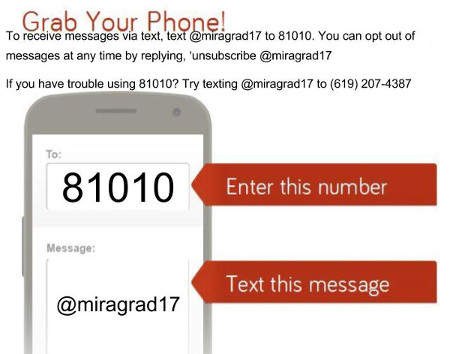 Grab Your Phone!
To receive messages via text, text @miragrad17 to 81010. You can opt out of
messages at any time by replying, ‘unsubscribe @miragrad17
If you have trouble using 81010? Try texting @miragrad17 to (619) 207-4387
To:
81010
Enter this number
Message:
@miragrad17
Text this message